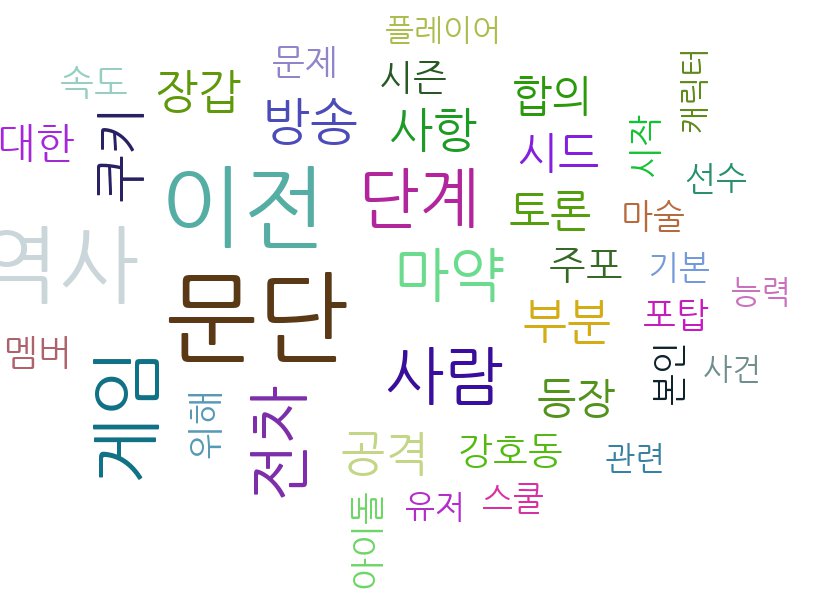 플레이어
문제
시즌
속도
장갑
방송
합의
캐릭터
대한
쿠키
사항
시드
시작
이전
단계
토론
선수
마술
역사
마약
주포
기본
능력
문단
부분
포탑
멤버
게임
사람
본인
사건
위해
전차
등장
공격
강호동
관련
아이돌
유저
스쿨